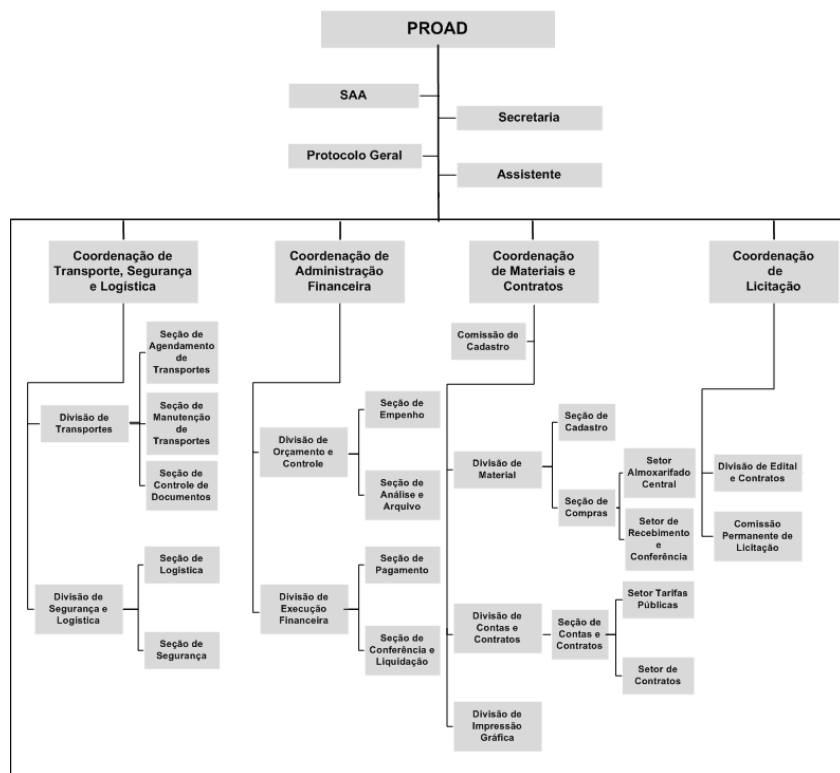 PROAD
SAA
Secretaria
Protocolo Geral
Assistente
Coordenação de
Transporte, Segurança
e Logística
Coordenação de
Administração
Financeira
Coordenação
de Materiais e
Contratos
Coordenação
de
Licitação
Seção de
Agendamento
de
Transportes
Divisão de
Transportes
Seção de
Manutenção
de
Transportes
Seção de
Controle de
Documentos
Seção de
Logística
Divisão de
Segurança e
Logística
Seção de
Segurança
Seção de
Empenho
Divisão de
Orçamento e
Controle
Seção de
Análise e
Arquivo
Seção de
Pagamento
Divisão de
Execução
Financeira
Seção de
Conferência e
Liquidação
Comissão de
Cadastro
Seção de
Cadastro
Divisão de
Material
Seção de
Compras
Setor
Almoxarifado
Central
Setor de
Recebimento
e
Conferência
Divisão de
Contas e
Contratos
Seção de
Contas e
Contratos
Setor Tarifas
Públicas
Setor de
Contratos
Divisão de
Impressão
Gráfica
Divisão de Edital
e Contratos
Comissão
Permanente de
Licitação